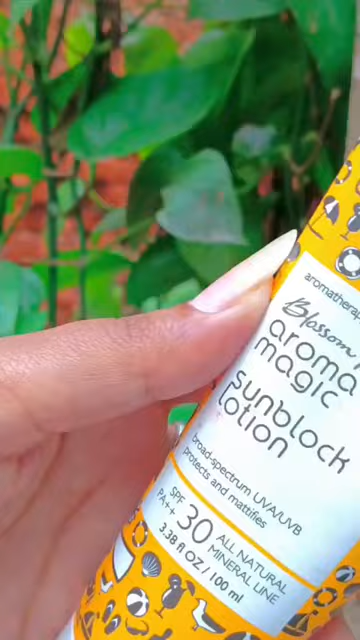 Blossom
aroma
magic
sunblock
lotion
broad-spectrum UVA/UVB
protects and mattifies
SPF
30
PA++
ALL NATURAL
MINERAL LINE
3.38 fl OZ / 100 ml